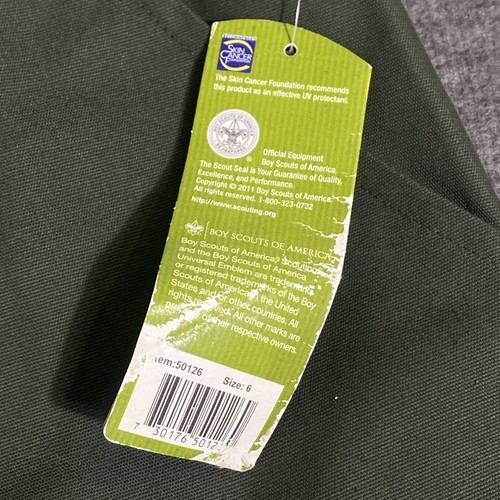 SKIN
CANCER
The Skin Cancer Foundation recommends
this product as an effective UV protectant.
Official Equipment
® Boy Scouts of America
The Scout Seal is Your Guarantee of Quality,
Excellence, and Performance.
Copyright © 2011 Boy Scouts of America
All rights reserved. 1-800-323-0732
http://www.scouting.org
BOY SCOUTS OF AMERICA
Boy Scouts of America® Scouting
and the Boy Scouts of America
Universal Emblem are trademarks
or registered trademarks of the Boy
Scouts of America in the United
States and/or other countries. All
rights reserved. All other marks are
of their respective owners.
Item:50126
Size: 6
7 30176 5012